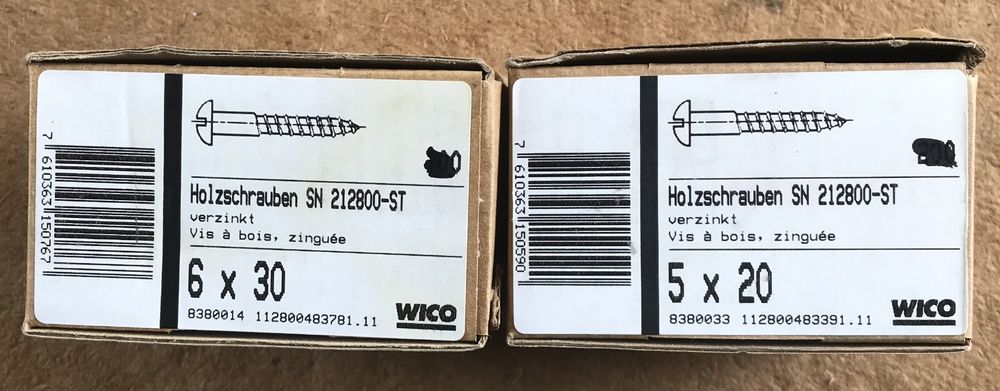 7 610363 150767
Holzschrauben SN 212800-ST
verzinkt
Vis à bois, zinguée
6 x 30
WICO
8380014 112800483781.11
7 610363 150590
Holzschrauben SN 212800-ST
verzinkt
Vis à bois, zinguée
5 x 20
WICO
8380033 112800483391.11